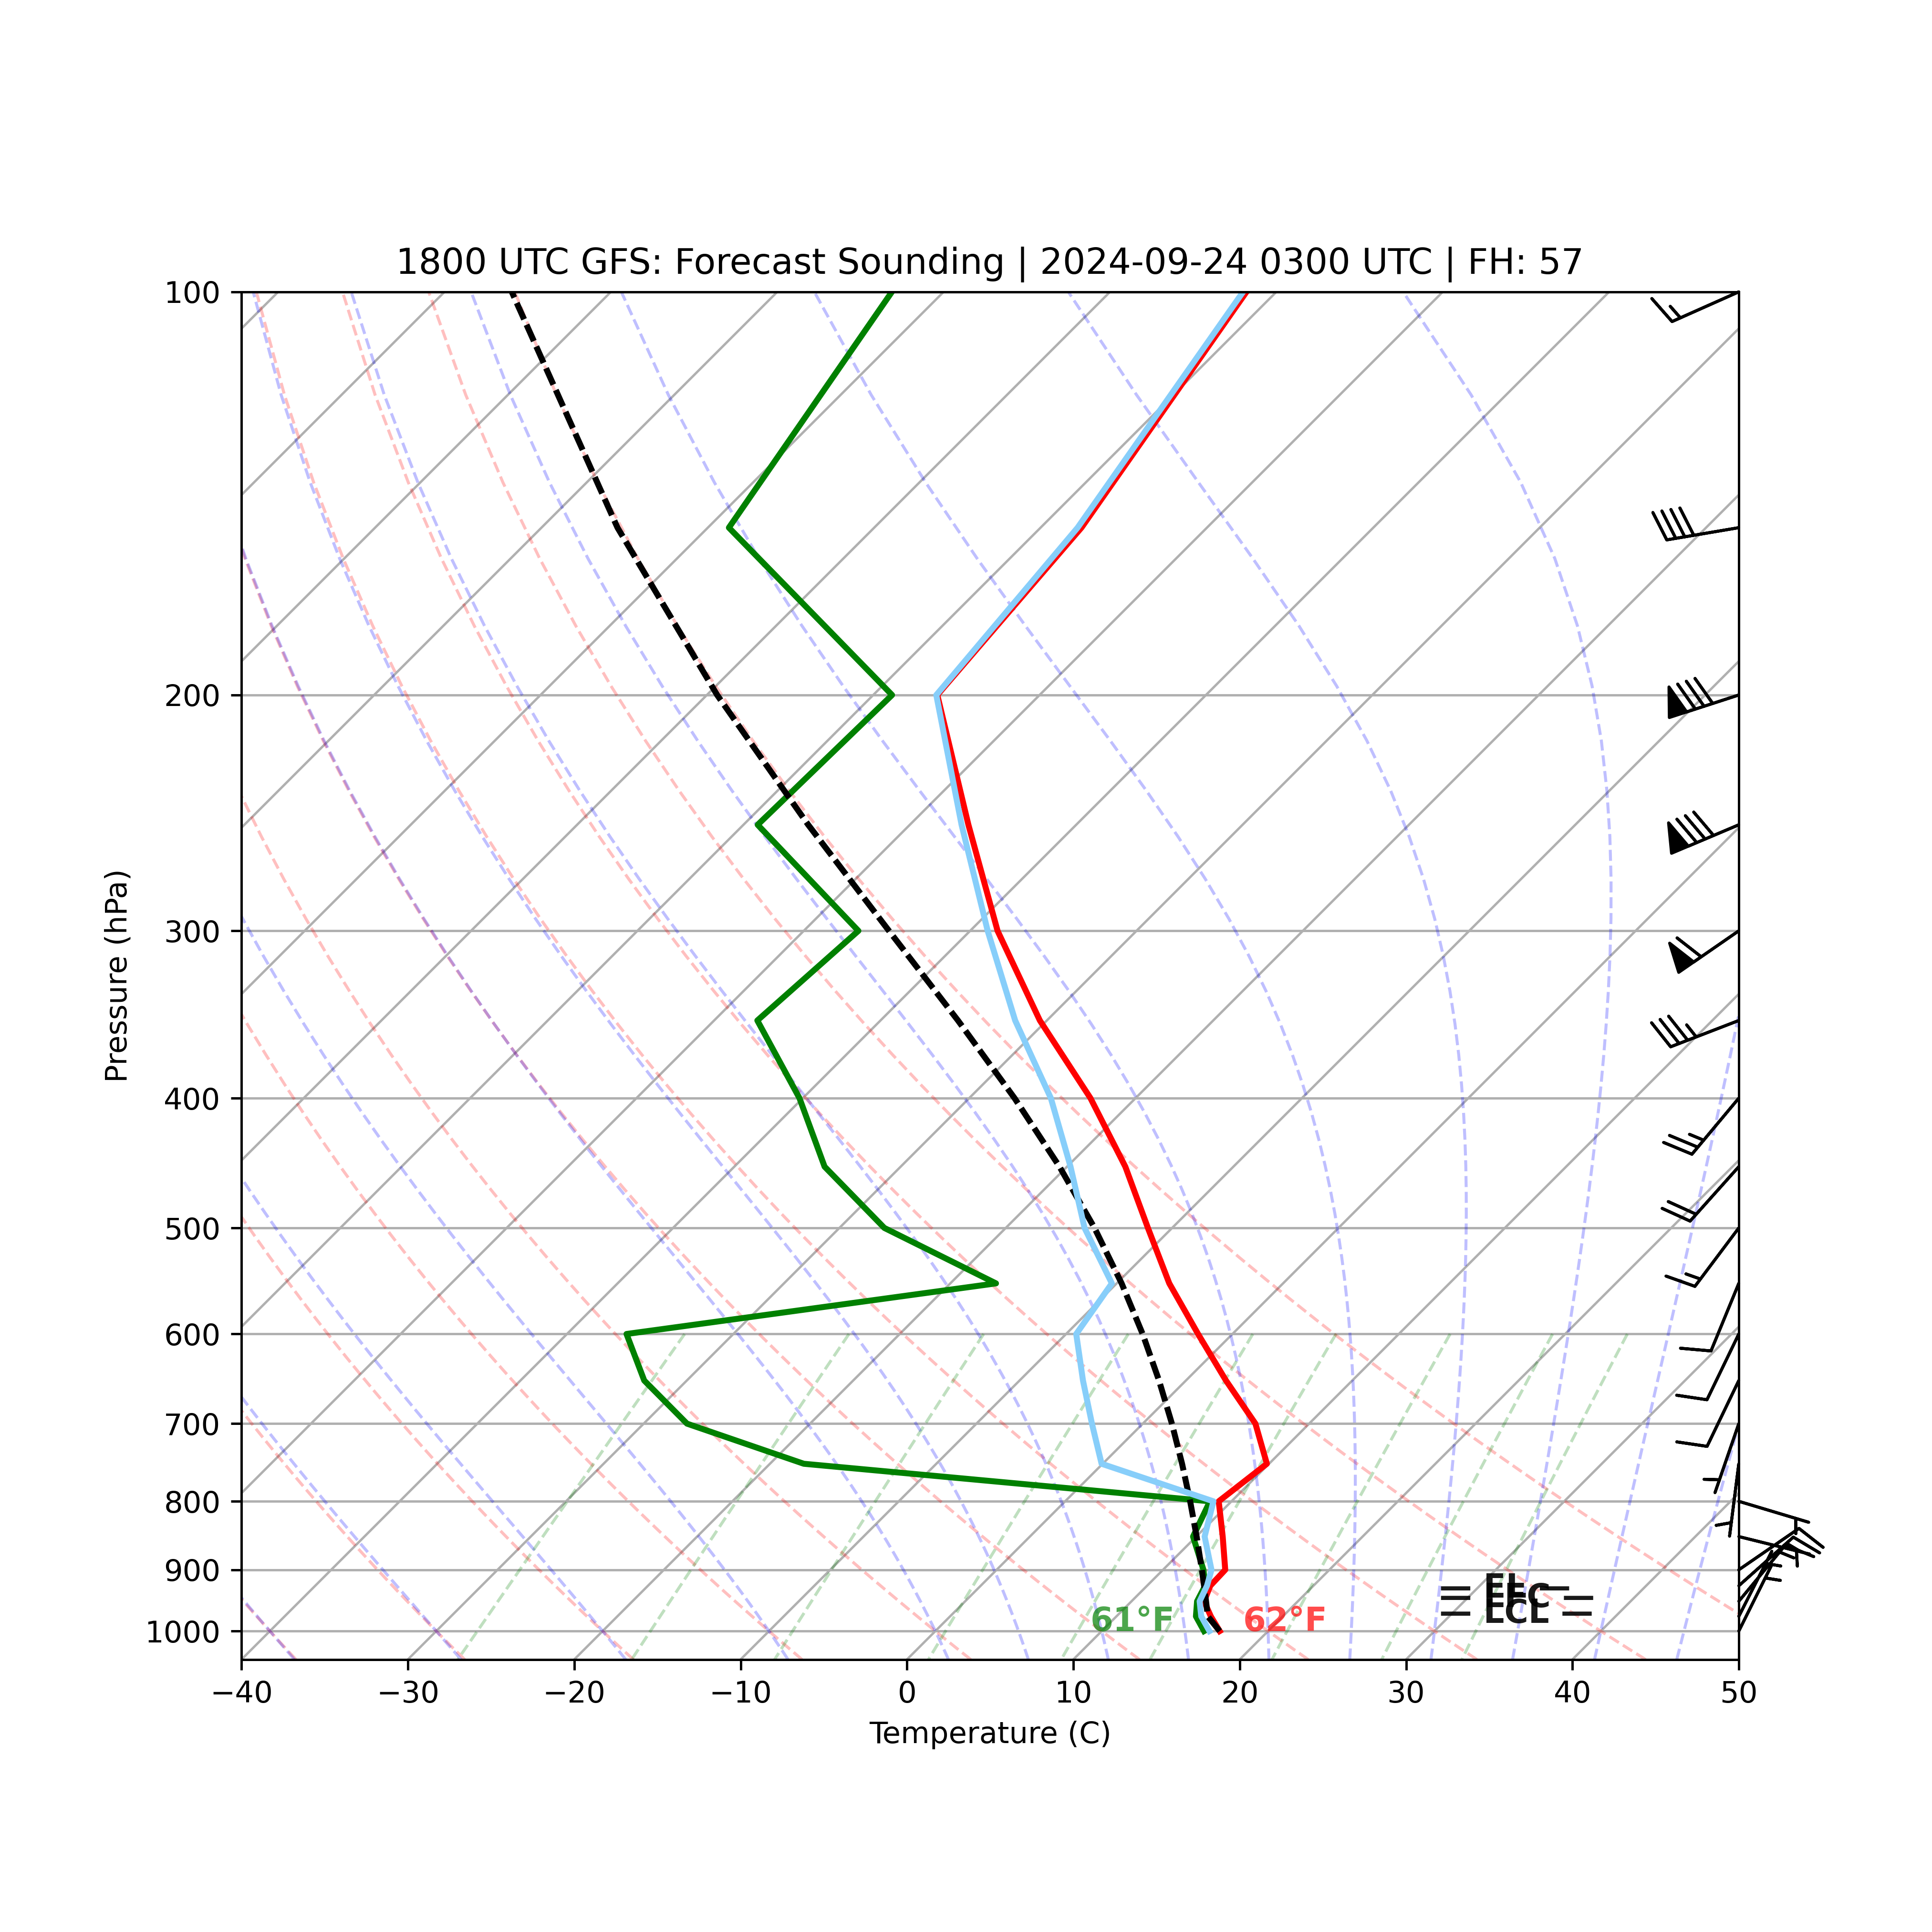 1800 UTC GFS: Forecast Sounding | 2024-09-24 0300 UTC | FH: 57
100
200
300
400
500
600
700
800
900
1000
Pressure (hPa)
61°F
62°F
= EL =
= LFC =
= LCL =
−40
−30
−20
−10
0
10
20
30
40
50
Temperature (C)